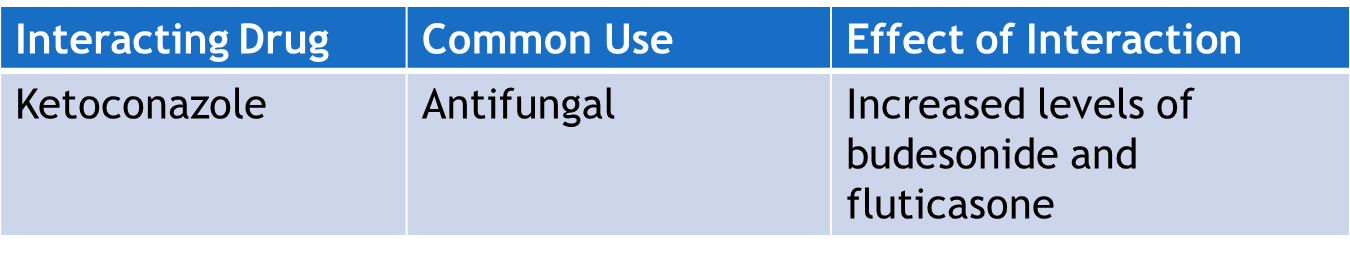 Interacting Drug Common Use Effect of Interaction
Ketoconazole Antifungal Increased levels of
budesonide and
fluticasone